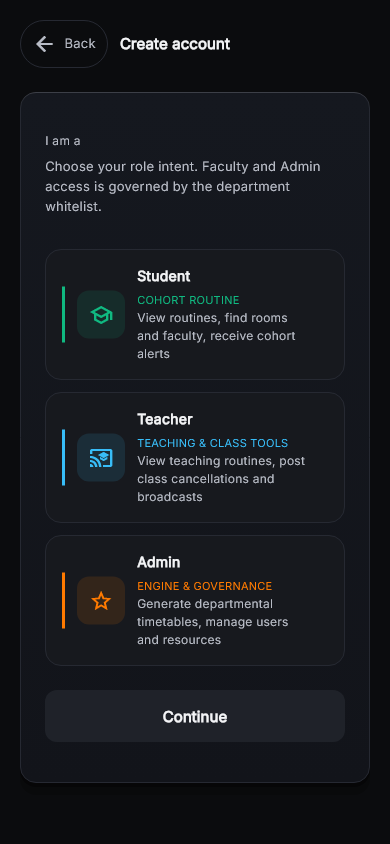 Back
Create account
I am a
Choose your role intent. Faculty and Admin
access is governed by the department
whitelist.
Student
COHORT ROUTINE
View routines, find rooms
and faculty, receive cohort
alerts
Teacher
TEACHING & CLASS TOOLS
View teaching routines, post
class cancellations and
broadcasts
Admin
ENGINE & GOVERNANCE
Generate departmental
timetables, manage users
and resources
Continue